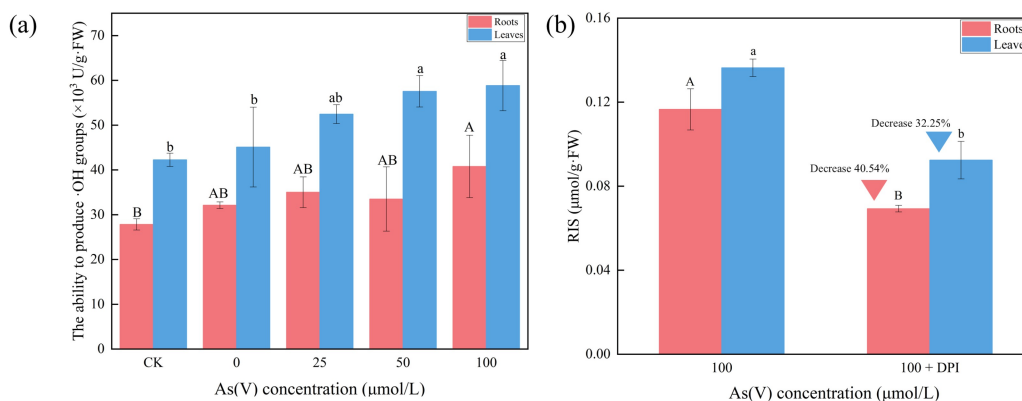 (a)
The ability to produce ·OH groups (×10³ U/g·FW)
70
60
50
40
30
20
10
0
Roots
Leaves
B
b
AB
b
AB
ab
AB
a
A
a
CK
0
25
50
100
As(V) concentration (μmol/L)
(b)
RIS (μmol/g·FW)
0.16
0.12
0.08
0.04
0.00
Roots
Leave
A
a
Decrease 40.54%
B
Decrease 32.25%
b
100
100 + DPI
As(V) concentration (μmol/L)